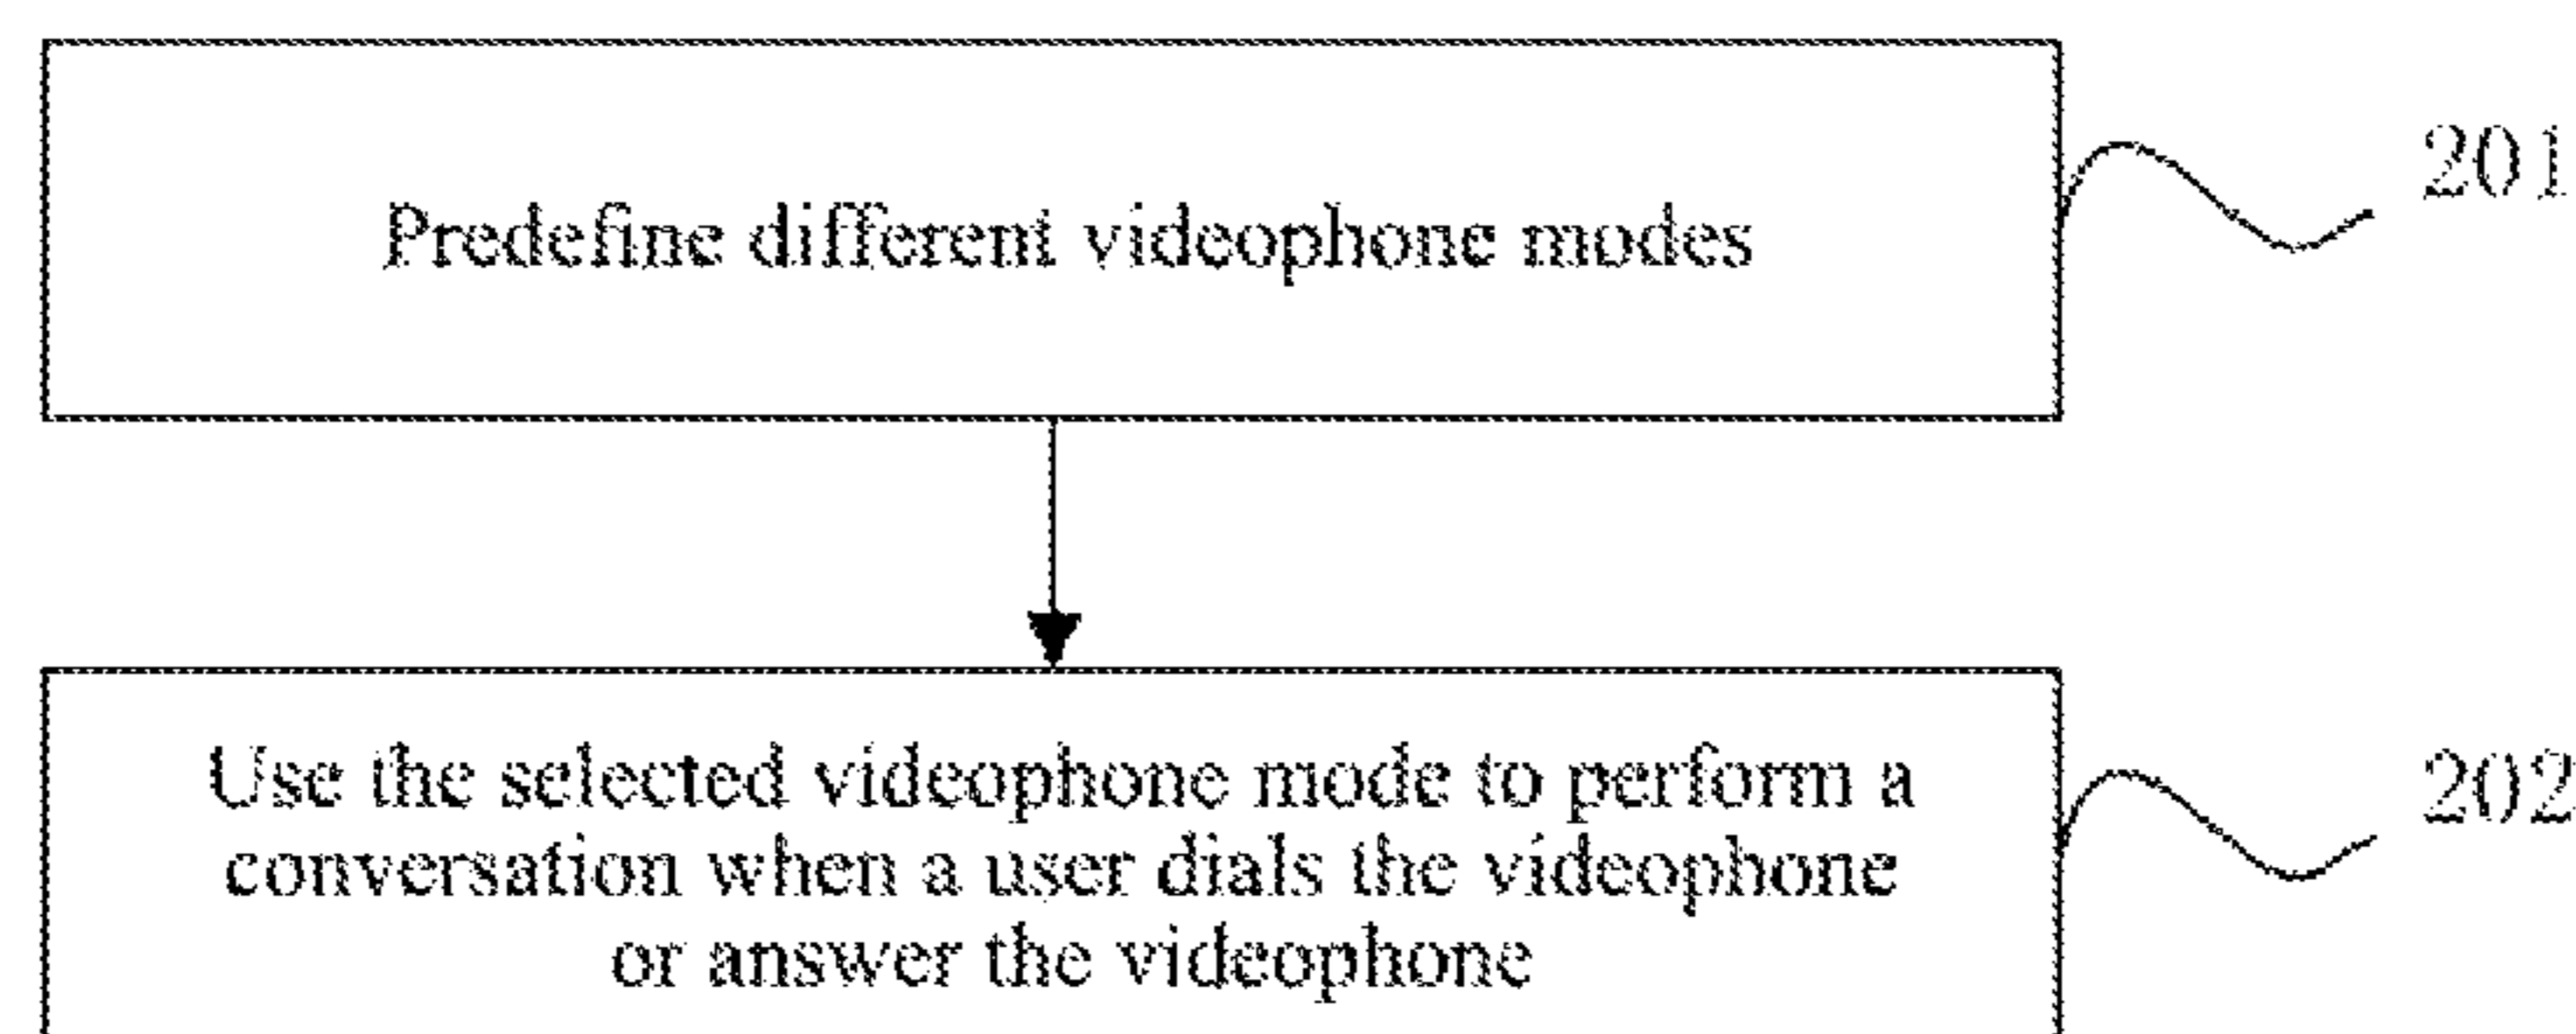 Predefine different videophone modes
201
Use the selected videophone mode to perform a
conversation when a user dials the videophone
or answer the videophone
202